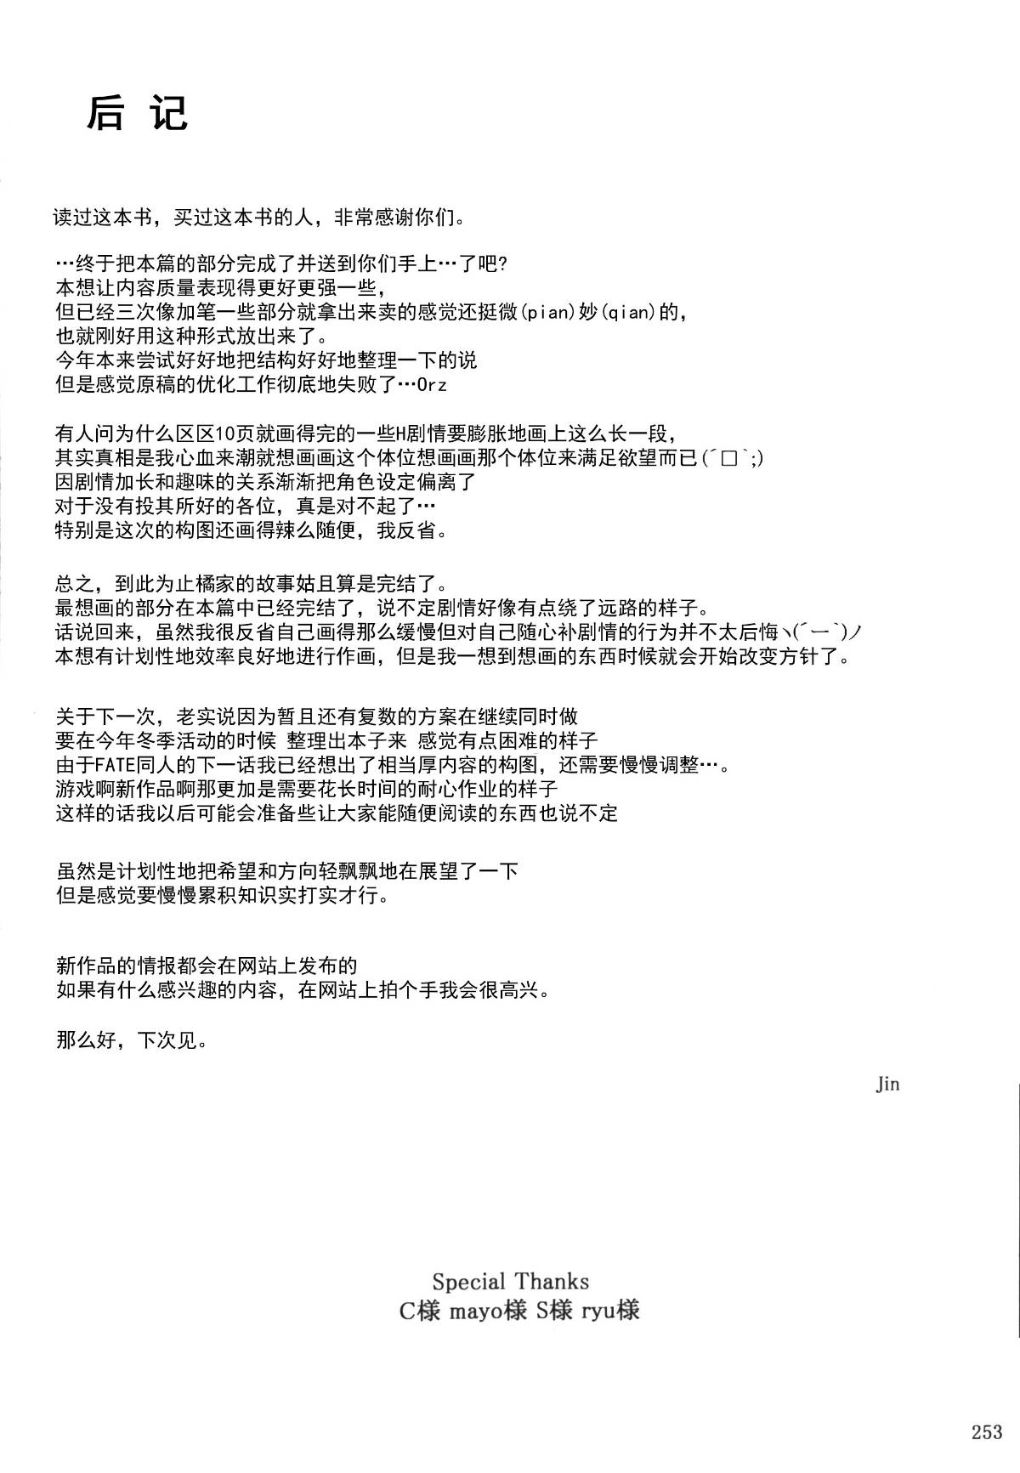 后 记
读过这本书，买过这本书的人，非常感谢你们。
…终于把本篇的部分完成了并送到你们手上…了吧?
本想让内容质量表现得更好更强一些，
但已经三次像加笔一些部分就拿出来卖的感觉还挺微(pian)妙(qian)的，
也就刚好用这种形式放出来了。
今年本来尝试好好地把结构好好地整理一下的说
但是感觉原稿的优化工作彻底地失败了…Orz
有人问为什么区区10页就画得完的一些H剧情要膨胀地画上这么长一段，
其实真相是我心血来潮就想画画这个体位想画画那个体位来满足欲望而已(´口`;)
因剧情加长和趣味的关系渐渐把角色设定偏离了
对于没有投其所好的各位，真是对不起了…
特别是这次的构图还画得辣么随便，我反省。
总之，到此为止橘家的故事姑且算是完结了。
最想画的部分在本篇中已经完结了，说不定剧情好像有点绕了远路的样子。
话说回来，虽然我很反省自己画得那么缓慢但对自己随心补剧情的行为并不太后悔ヽ(´ー`)ノ
本想有计划性地效率良好地进行作画，但是我一想到想画的东西时候就会开始改变方针了。
关于下一次，老实说因为暂且还有复数的方案在继续同时做
要在今年冬季活动的时候 整理出本子来 感觉有点困难的样子
由于FATE同人的下一话我已经想出了相当厚内容的构图，还需要慢慢调整…。
游戏啊新作品啊那更加是需要花长时间的耐心作业的样子
这样的话我以后可能会准备些让大家能随便阅读的东西也说不定
虽然是计划性地把希望和方向轻飘飘地在展望了一下
但是感觉要慢慢累积知识实打实才行。
新作品的情报都会在网站上发布的
如果有什么感兴趣的内容，在网站上拍个手我会很高兴。
那么好，下次见。
Jin
Special Thanks
C様 mayo様 S様 ryu様
253